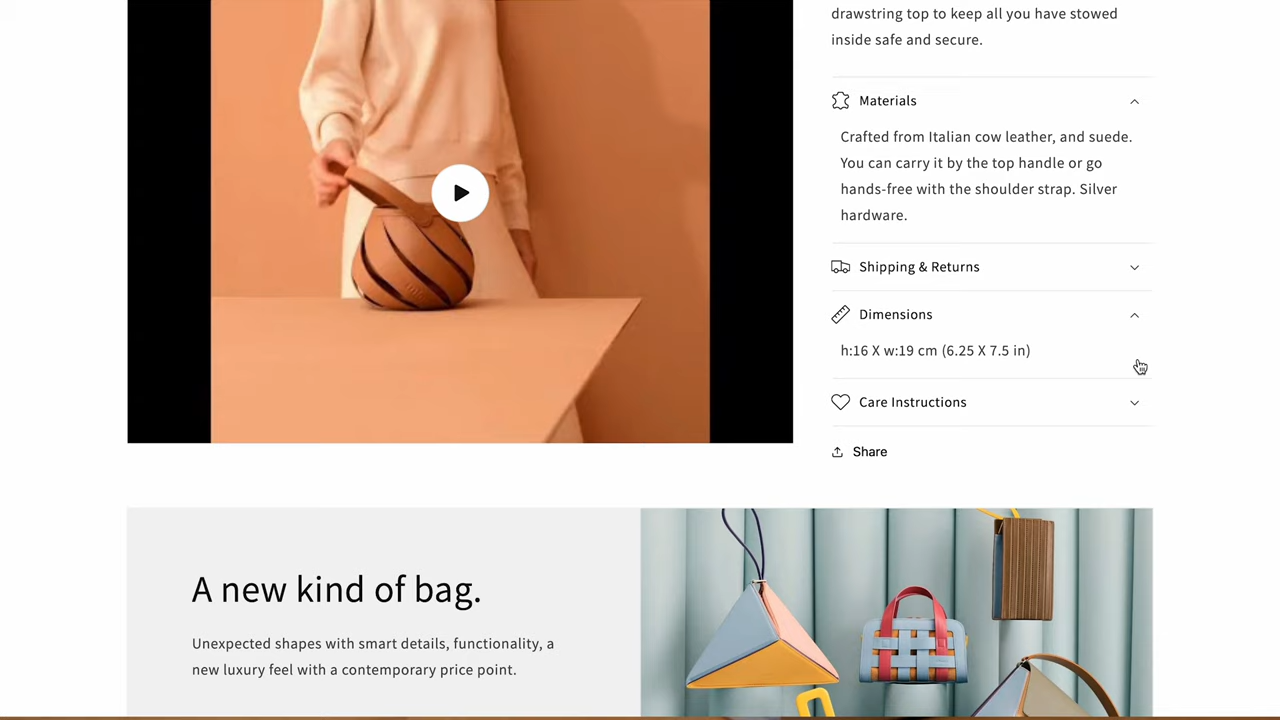 drawstring top to keep all you have stowed
inside safe and secure.
Materials
Crafted from Italian cow leather, and suede.
You can carry it by the top handle or go
hands-free with the shoulder strap. Silver
hardware.
Shipping & Returns
Dimensions
h:16 X w:19 cm (6.25 X 7.5 in)
Care Instructions
Share
A new kind of bag.
Unexpected shapes with smart details, functionality, a
new luxury feel with a contemporary price point.